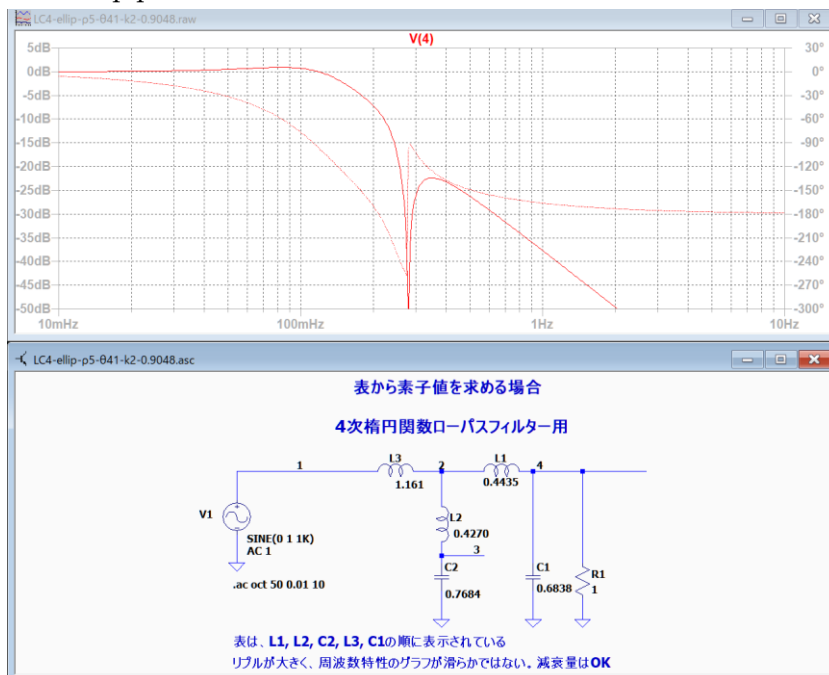 LC4-ellip-p5-θ41-k2-0.9048.raw
V(4)
5dB
0dB
-5dB
-10dB
-15dB
-20dB
-25dB
-30dB
-35dB
-40dB
-45dB
-50dB
30°
0°
-30°
-60°
-90°
-120°
-150°
-180°
-210°
-240°
-270°
-300°
10mHz 100mHz 1Hz 10Hz
LC4-ellip-p5-θ41-k2-0.9048.asc
表から素子値を求める場合
4次楕円関数ローパスフィルター用
1 L3 2 L1 4
1.161 0.4435
V1 L2
SINE(0 1 1K) 0.4270
AC 1 3
C2 C1 R1
.ac oct 50 0.01 10 0.7684 0.6838 1
表は、L1, L2, C2, L3, C1の順に表示されている
リプルが大きく、周波数特性のグラフが滑らかではない。減衰量はOK